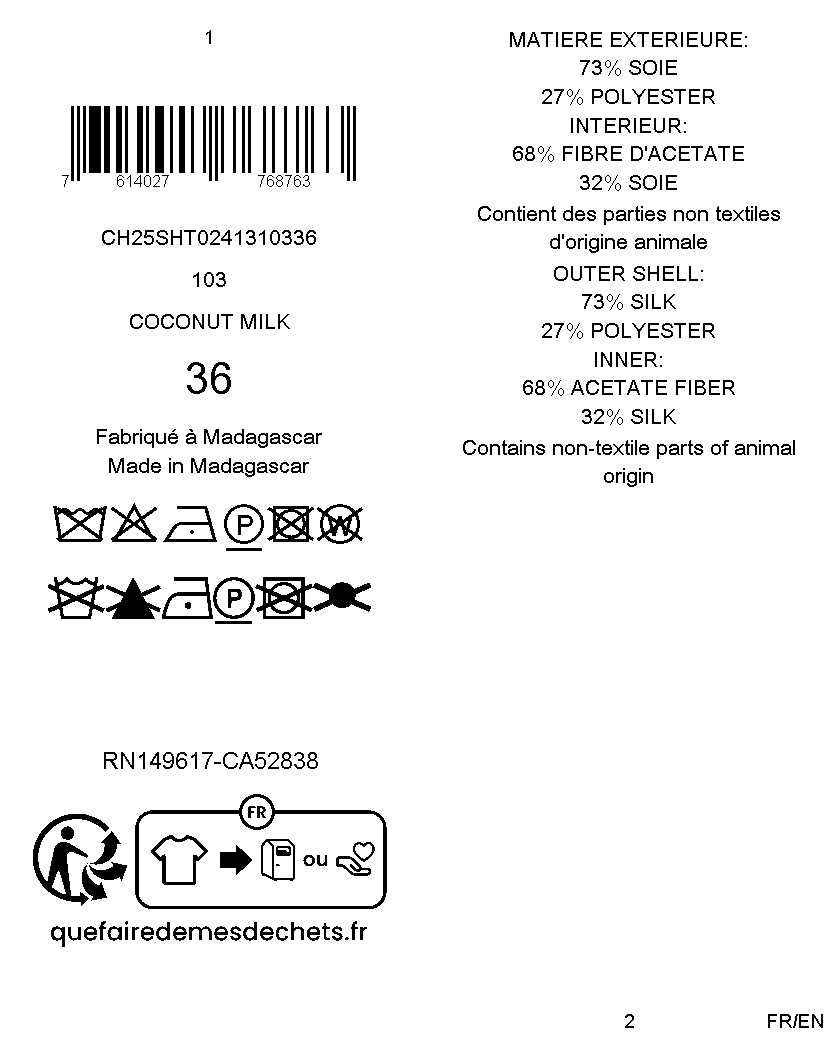 1
7 614027 768763
CH25SHT0241310336
103
COCONUT MILK
36
Fabriqué à Madagascar
Made in Madagascar
P W
P
RN149617-CA52838
FR
ou
quefairedemesdechets.fr
MATIERE EXTERIEURE:
73% SOIE
27% POLYESTER
INTERIEUR:
68% FIBRE D'ACETATE
32% SOIE
Contient des parties non textiles
d'origine animale
OUTER SHELL:
73% SILK
27% POLYESTER
INNER:
68% ACETATE FIBER
32% SILK
Contains non-textile parts of animal
origin
2
FR/EN